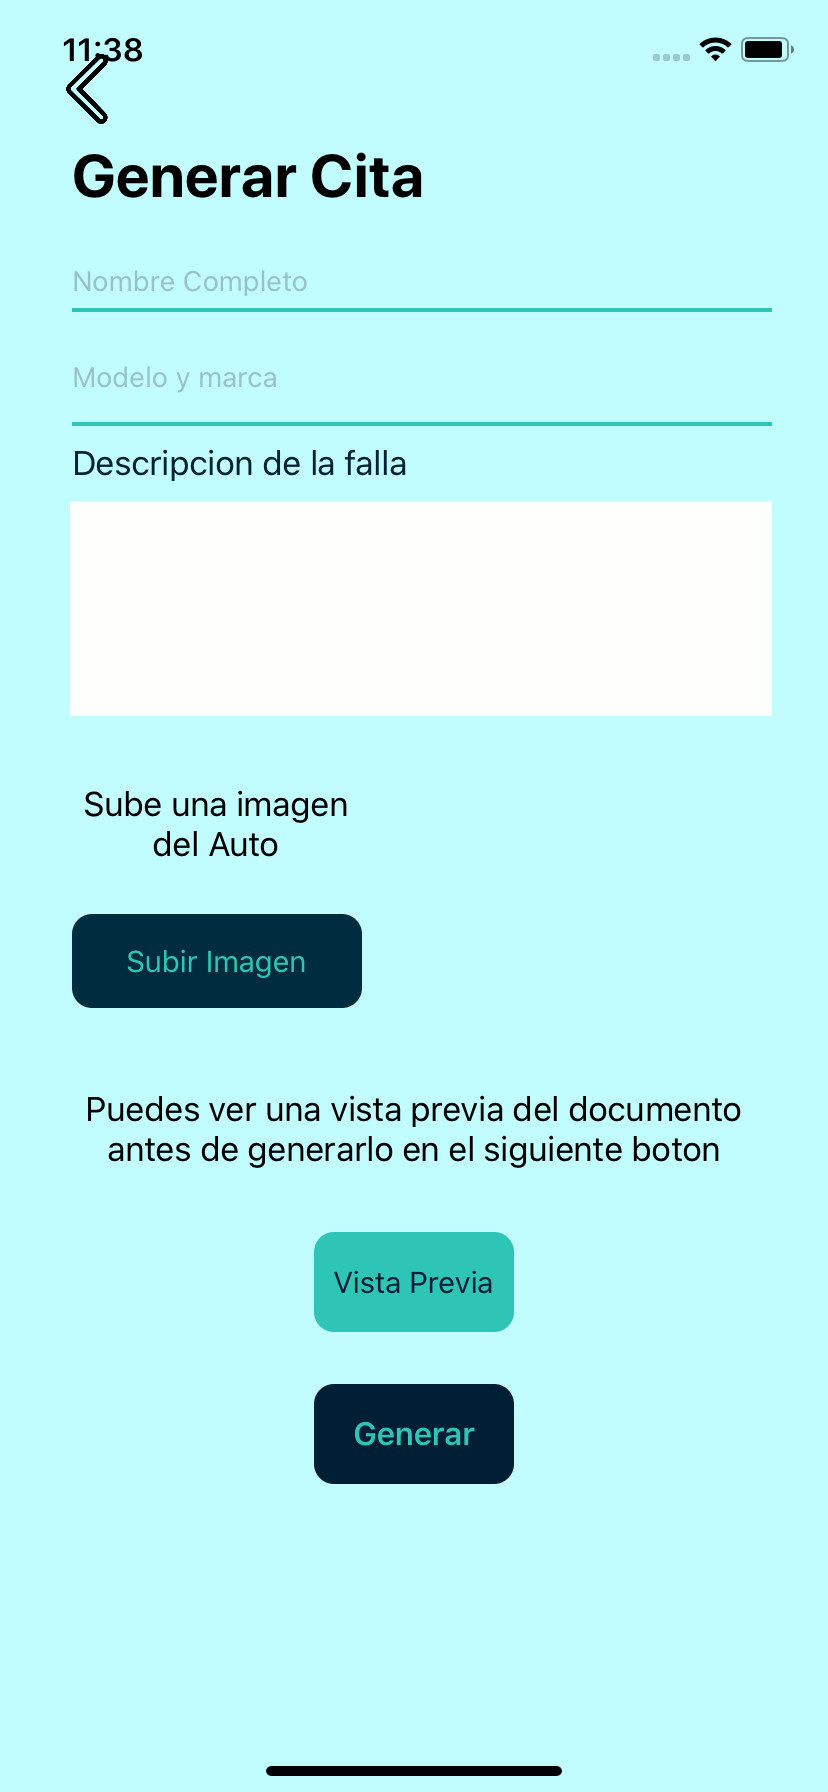 11:38
Generar Cita
Nombre Completo
Modelo y marca
Descripcion de la falla
Sube una imagen
del Auto
Subir Imagen
Puedes ver una vista previa del documento
antes de generarlo en el siguiente boton
Vista Previa
Generar